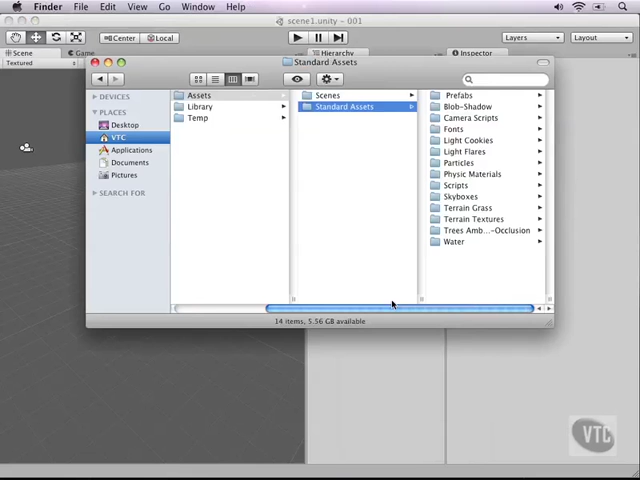 Finder File Edit View Go Window Help
scene1.unity – 001
Center Local Layers Layout
Scene Game Hierarchy Inspector
Textured
Standard Assets
DEVICES
PLACES
Desktop
VTC
Applications
Documents
Pictures
SEARCH FOR
Assets
Library
Temp
Scenes
Standard Assets
Prefabs
Blob-Shadow
Camera Scripts
Fonts
Light Cookies
Light Flares
Particles
Physic Materials
Scripts
Skyboxes
Terrain Grass
Terrain Textures
Trees Amb...-Occlusion
Water
14 items, 5.56 GB available
VTC